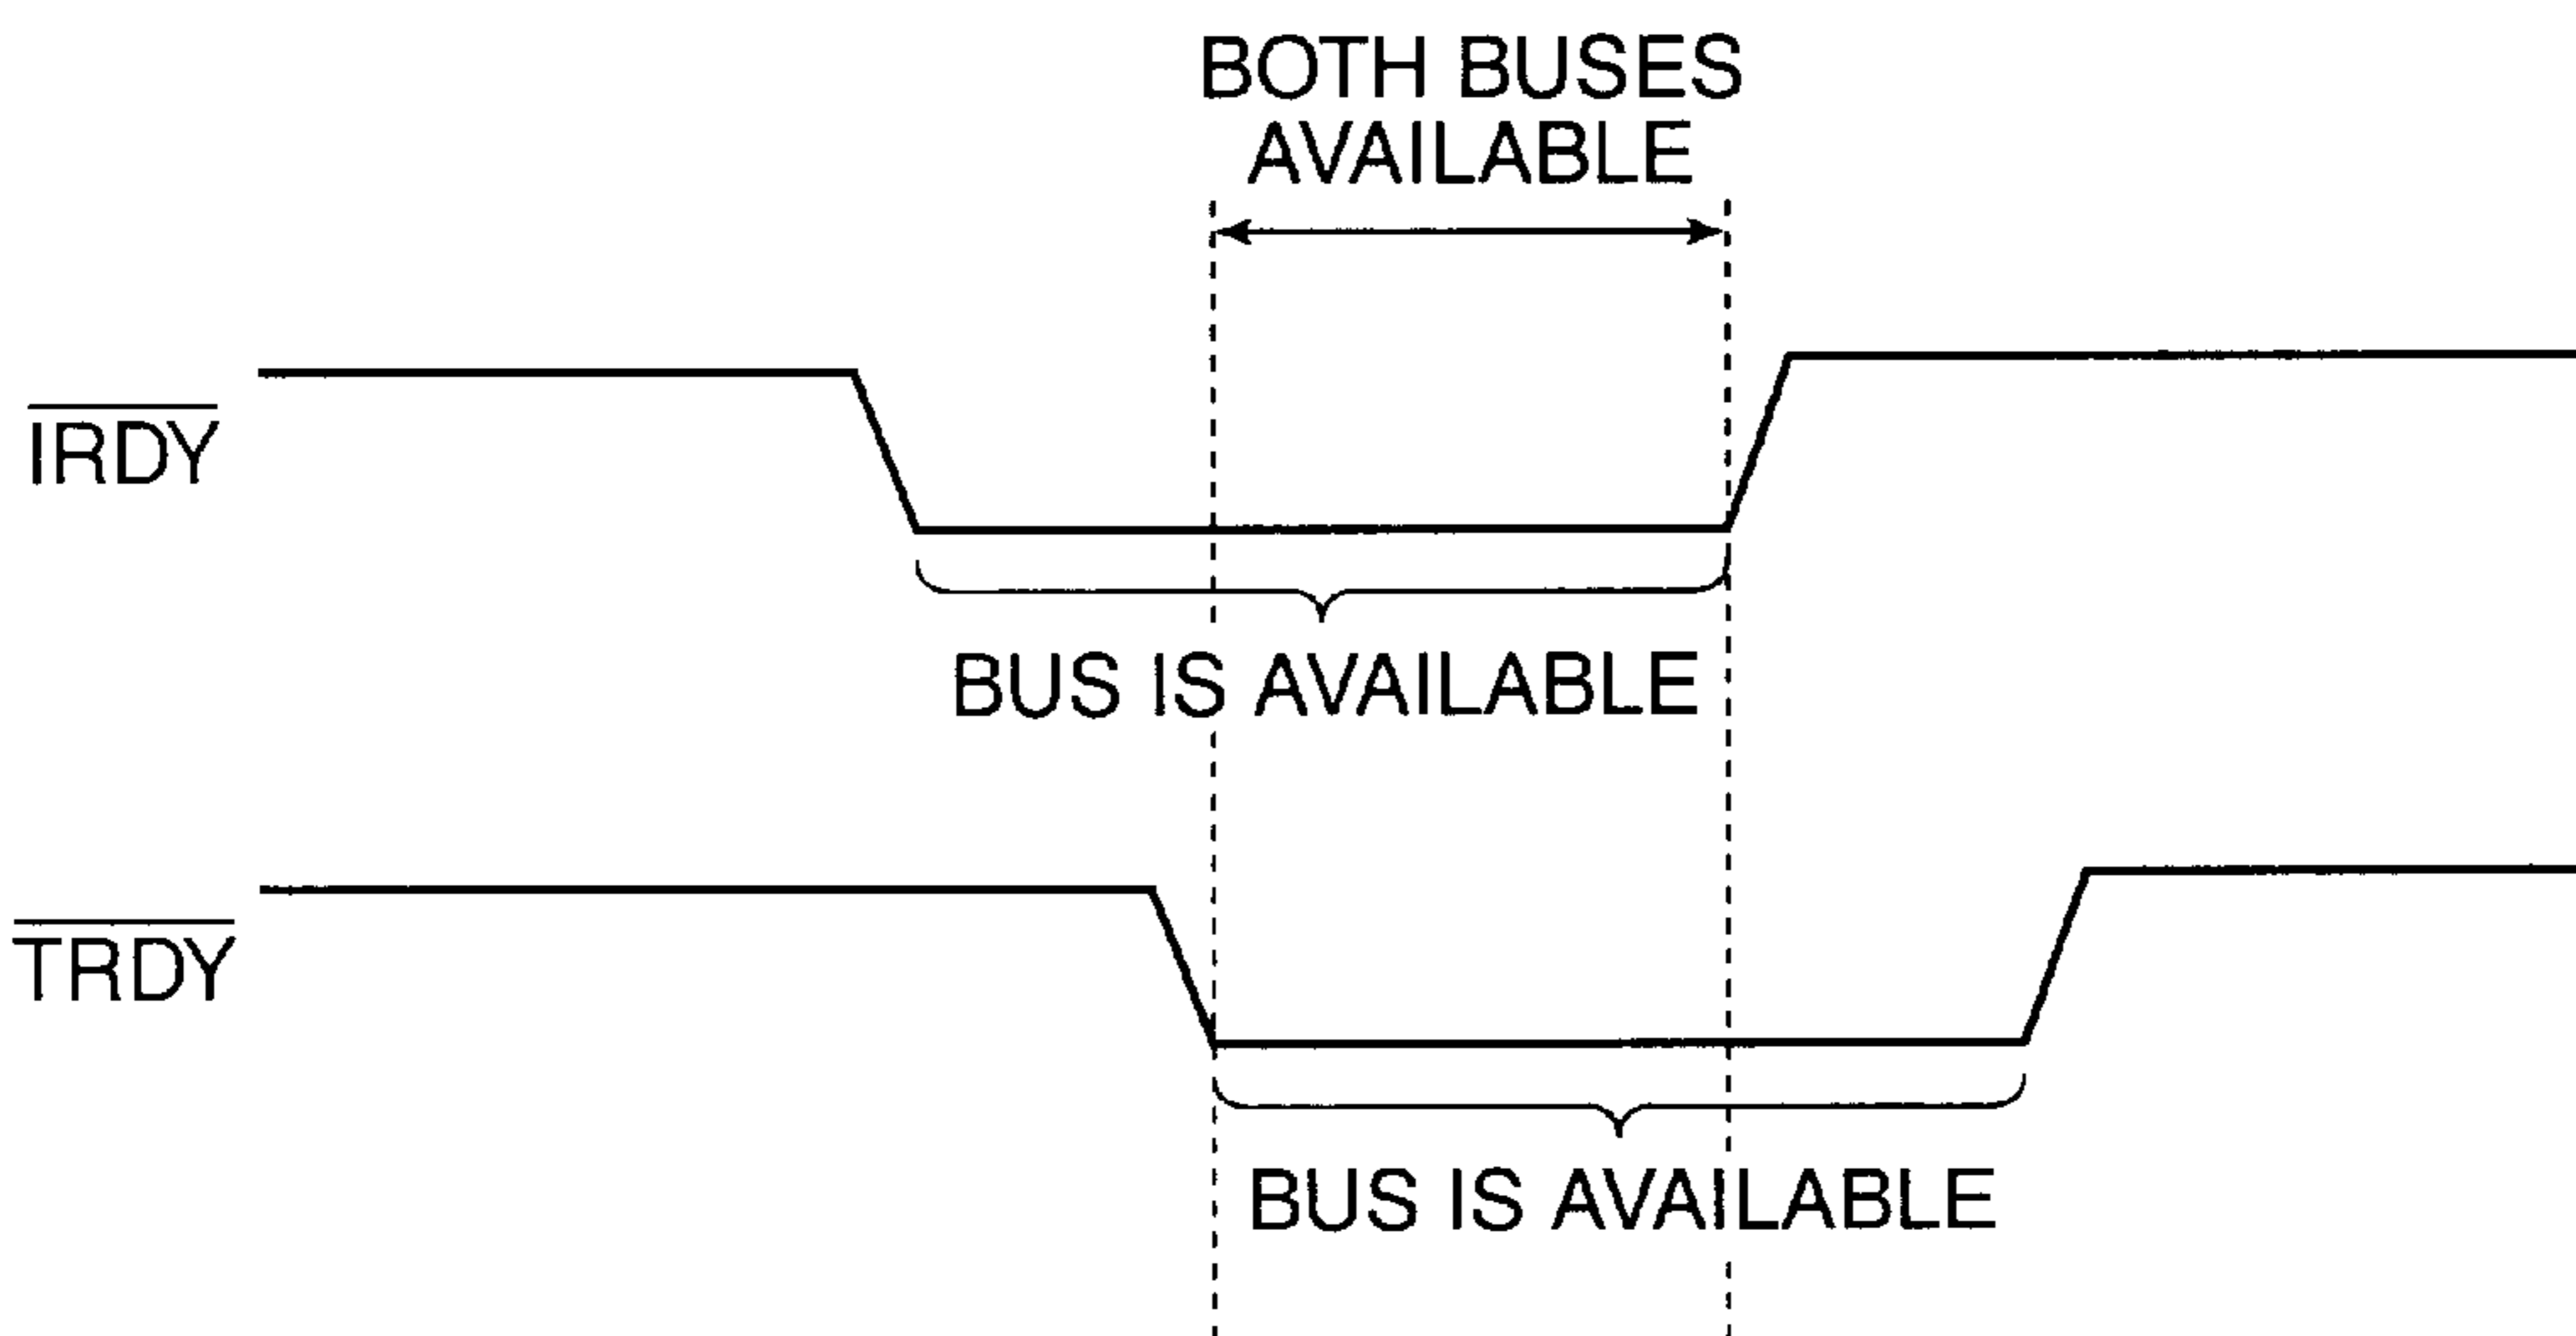 BOTH BUSES
AVAILABLE
IRDY
BUS IS AVAILABLE
TRDY
BUS IS AVAILABLE